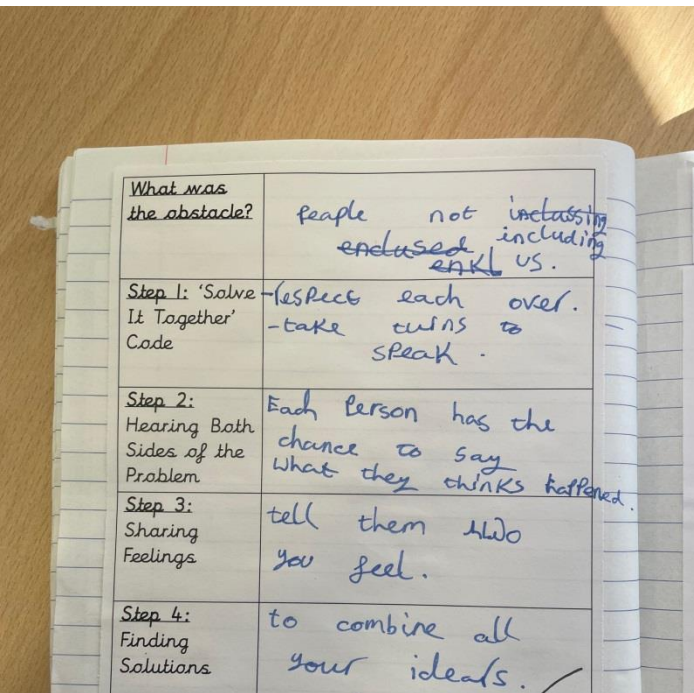 What was
the obstacle?
People not inclassing
enclused including
enkl us.
Step 1: 'Solve
It Together'
Code
-respect each over.
-take turns to
speak.
Step 2:
Hearing Both
Sides of the
Problem
Each Person has the
chance to say
what they thinks happened.
Step 3:
Sharing
Feelings
tell them
you feel.
Step 4:
Finding
Solutions
to combine all
your ideals.